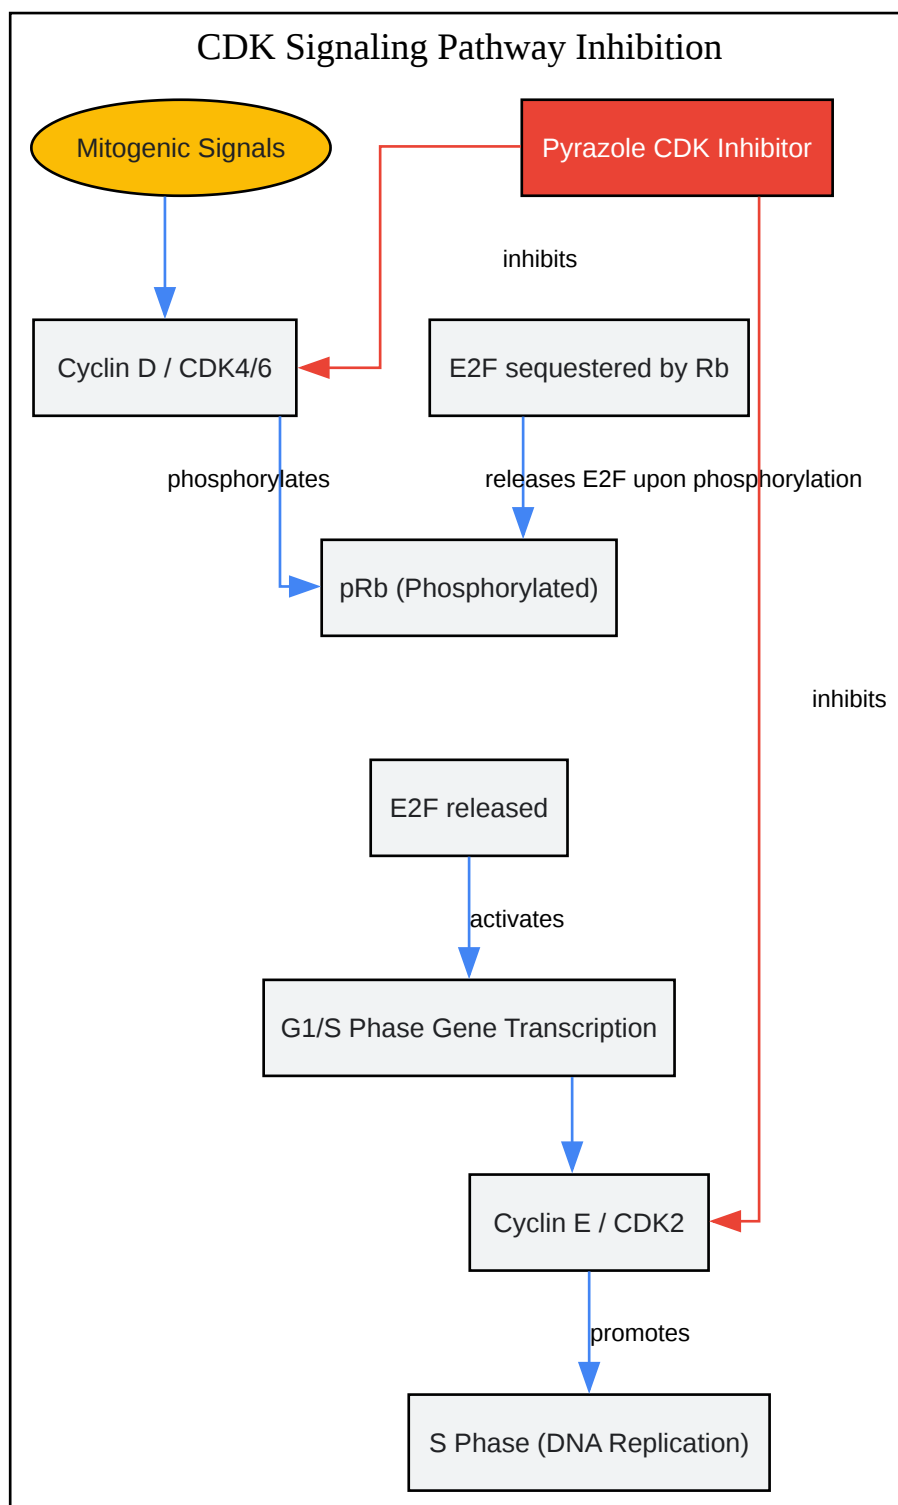 CDK Signaling Pathway Inhibition
Mitogenic Signals
Pyrazole CDK Inhibitor
inhibits
Cyclin D / CDK4/6
E2F sequestered by Rb
phosphorylates
releases E2F upon phosphorylation
pRb (Phosphorylated)
inhibits
E2F released
activates
G1/S Phase Gene Transcription
Cyclin E / CDK2
promotes
S Phase (DNA Replication)